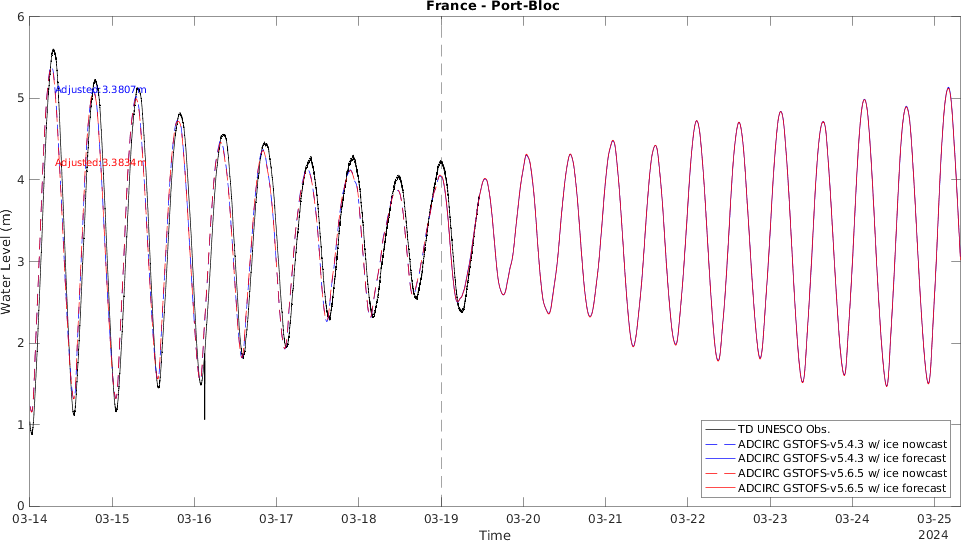 France - Port-Bloc
Water Level (m)
6
5
4
3
2
1
0
Adjusted:3.3807m
Adjusted:3.3834m
TD UNESCO Obs.
ADCIRC GSTOFS-v5.4.3 w/ ice nowcast
ADCIRC GSTOFS-v5.4.3 w/ ice forecast
ADCIRC GSTOFS-v5.6.5 w/ ice nowcast
ADCIRC GSTOFS-v5.6.5 w/ ice forecast
03-14 03-15 03-16 03-17 03-18 03-19 03-20 03-21 03-22 03-23 03-24 03-25
2024
Time